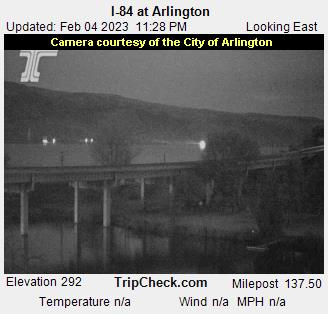 I-84 at Arlington
Updated: Feb 04 2023 11:28 PM Looking East
Camera courtesy of the City of Arlington
Elevation 292 TripCheck.com Milepost 137.50
Temperature n/a Wind n/a MPH n/a